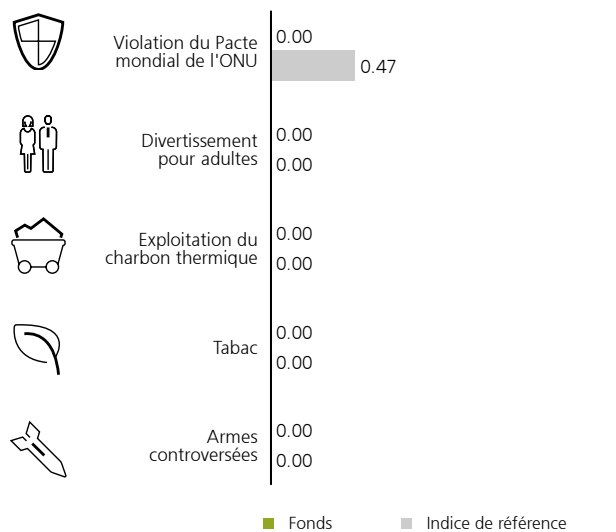 Violation du Pacte
mondial de l'ONU
0.00
0.47
Divertissement
pour adultes
0.00
0.00
Exploitation du
charbon thermique
0.00
0.00
Tabac
0.00
0.00
Armes
controversées
0.00
0.00
Fonds
Indice de référence